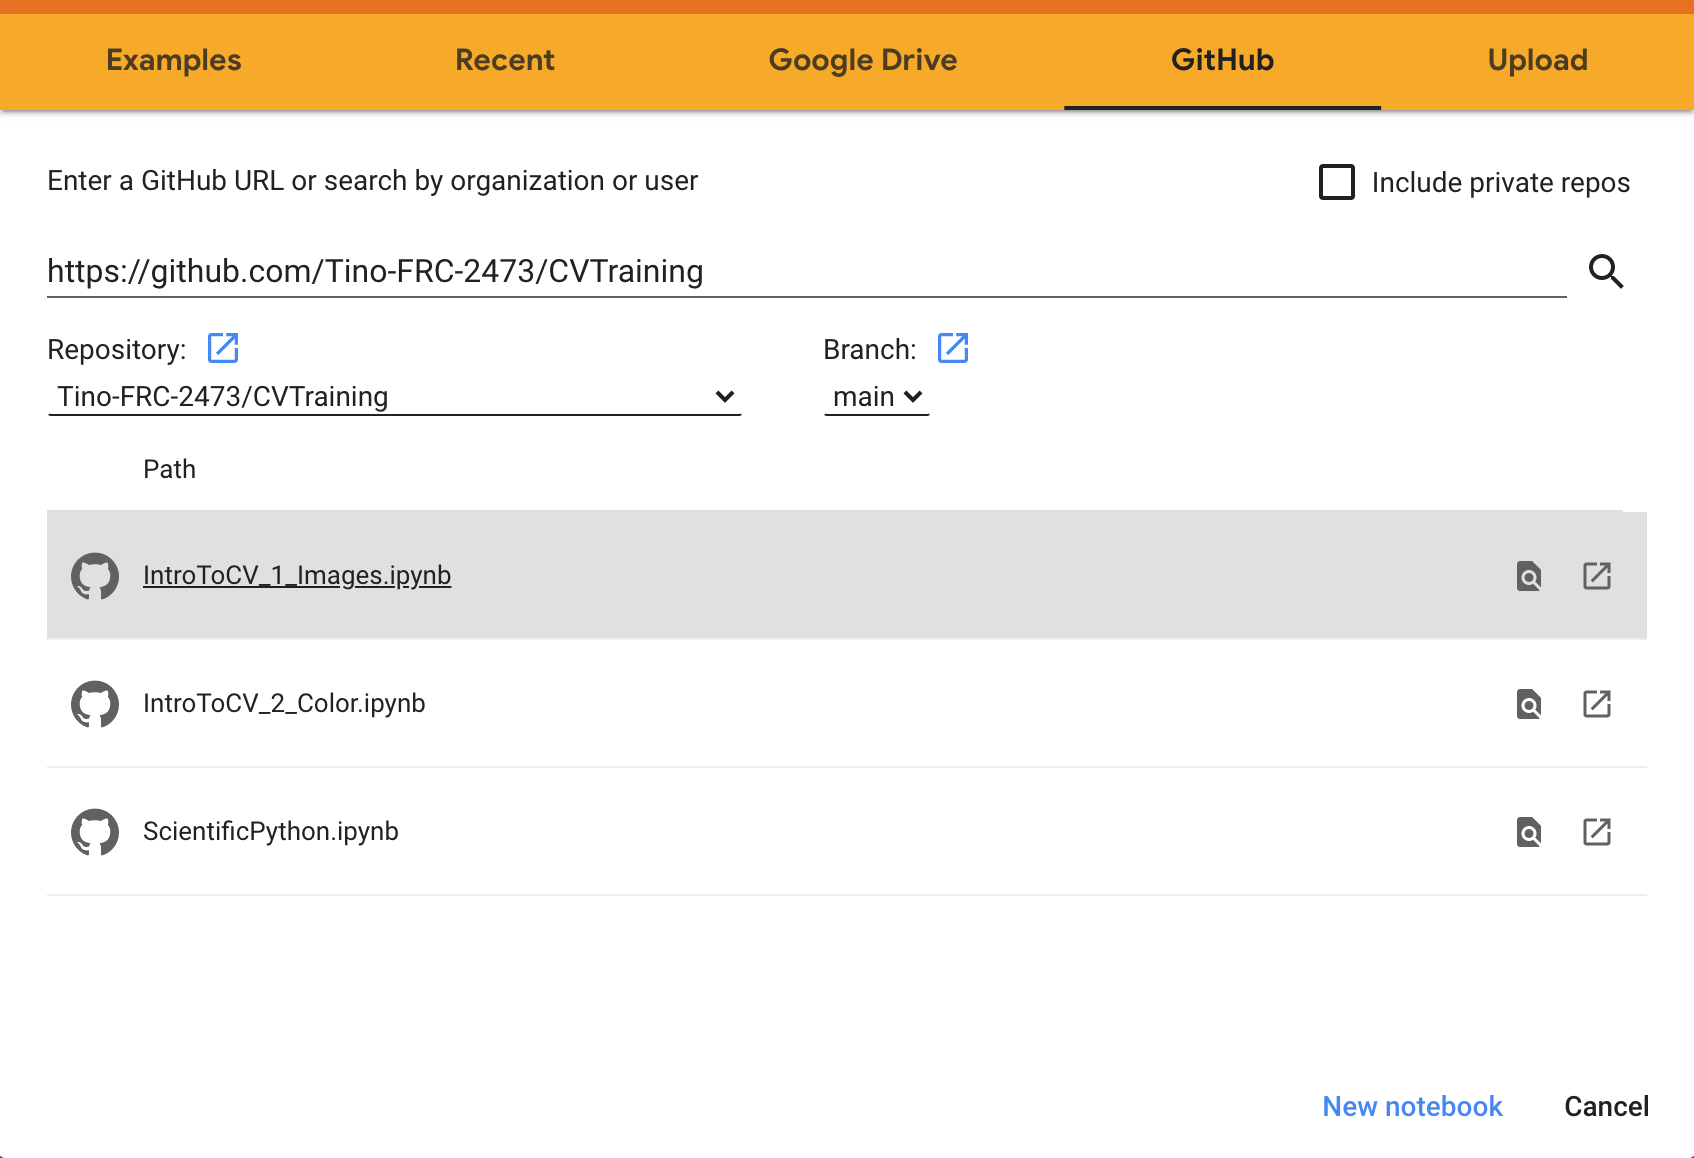 Examples Recent Google Drive GitHub Upload
Enter a GitHub URL or search by organization or user
Include private repos
https://github.com/Tino-FRC-2473/CVTraining
Repository: Branch:
Tino-FRC-2473/CVTraining main
Path
IntroToCV_1_Images.ipynb
IntroToCV_2_Color.ipynb
ScientificPython.ipynb
New notebook Cancel